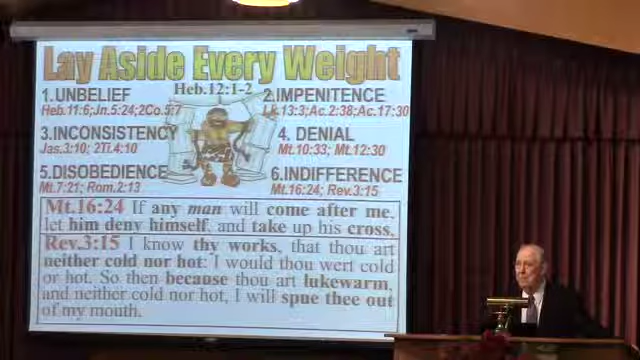 Lay Aside Every Weight
Heb.12:1-2
1.UNBELIEF 2.IMPENITENCE
Heb.11:6;Jn.5:24;2Co.5:7 Lk.13:3;Ac.2:38;Ac.17:30
3.INCONSISTENCY 4. DENIAL
Jas.3:10; 2Ti.4:10 Mt.10:33; Mt.12:30
5.DISOBEDIENCE 6.INDIFFERENCE
Mt.7:21; Rom.2:13 Mt.16:24; Rev.3:15
Mt.16:24 If any man will come after me,
let him deny himself, and take up his cross,
Rev.3:15 I know thy works, that thou art
neither cold nor hot: I would thou wert cold
or hot. So then because thou art lukewarm,
and neither cold nor hot, I will spue thee out
of my mouth.